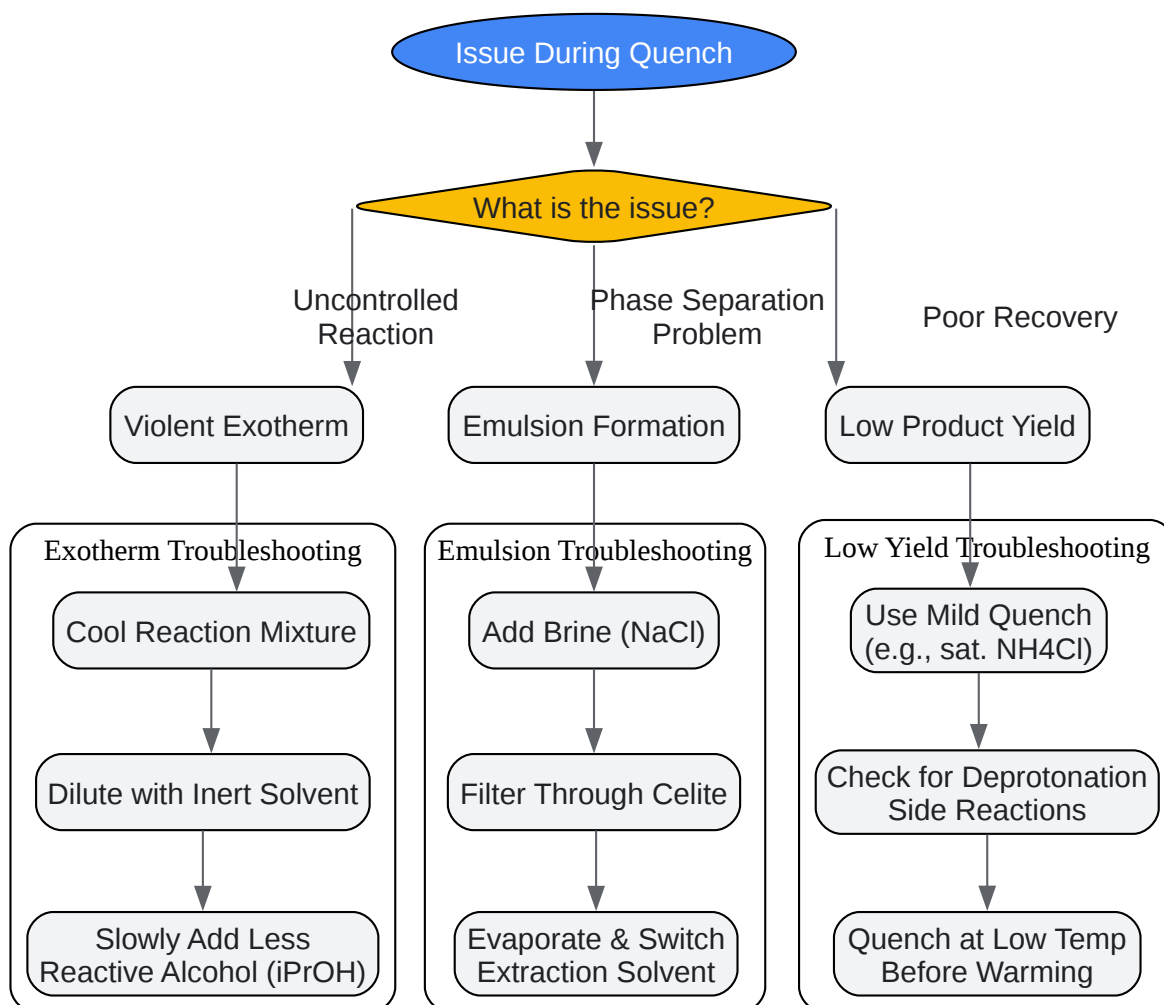 Issue During Quench
What is the issue?
Uncontrolled
Reaction
Phase Separation
Problem
Poor Recovery
Violent Exotherm
Emulsion Formation
Low Product Yield
Exotherm Troubleshooting
Cool Reaction Mixture
Dilute with Inert Solvent
Slowly Add Less
Reactive Alcohol (iPrOH)
Emulsion Troubleshooting
Add Brine (NaCl)
Filter Through Celite
Evaporate & Switch
Extraction Solvent
Low Yield Troubleshooting
Use Mild Quench
(e.g., sat. NH4Cl)
Check for Deprotonation
Side Reactions
Quench at Low Temp
Before Warming